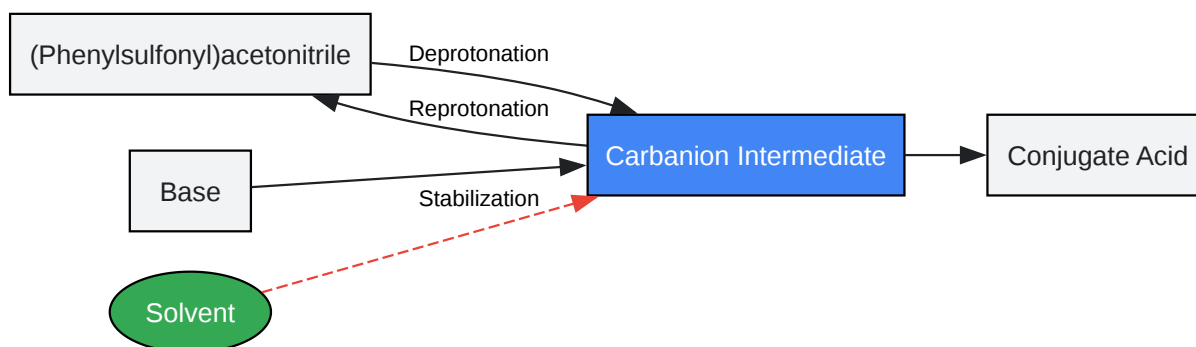 (Phenylsulfonyl)acetonitrile
Deprotonation
Reprotonation
Carbanion Intermediate
Conjugate Acid
Base
Stabilization
Solvent